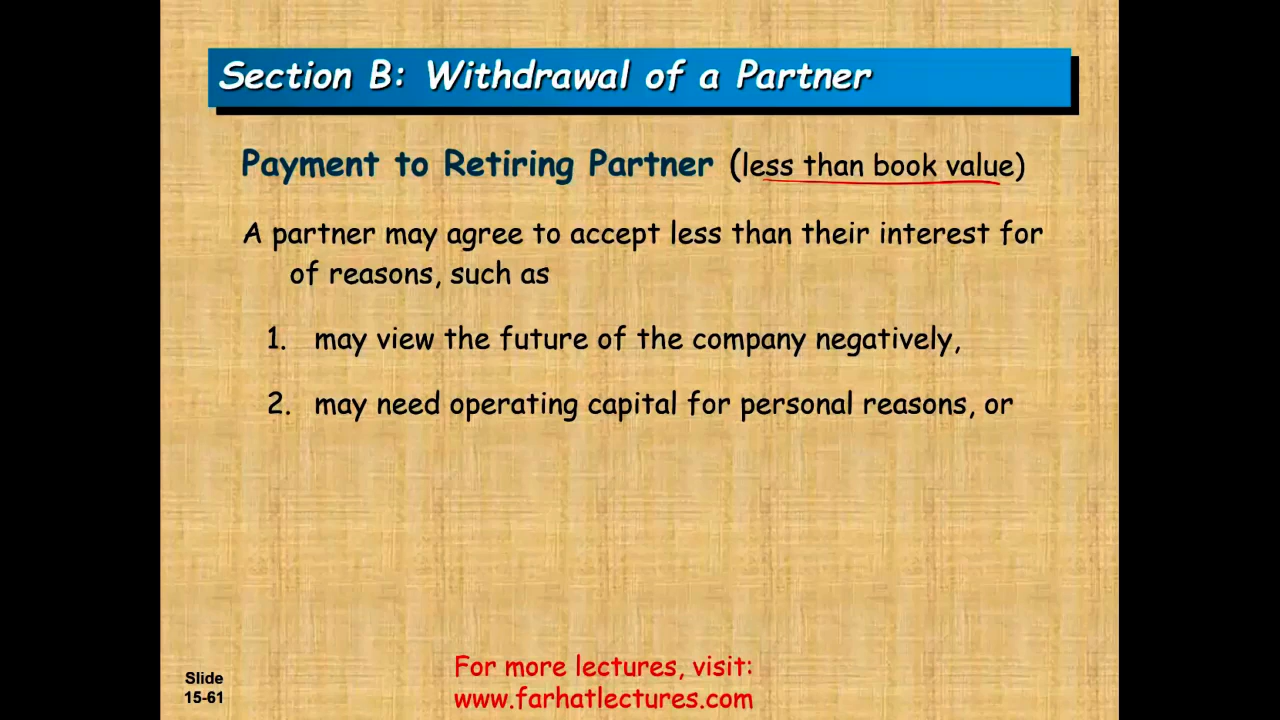 Section B: Withdrawal of a Partner
Payment to Retiring Partner (less than book value)
A partner may agree to accept less than their interest for
of reasons, such as
1. may view the future of the company negatively,
2. may need operating capital for personal reasons, or
For more lectures, visit:
www.farhatlectures.com
Slide
15-61